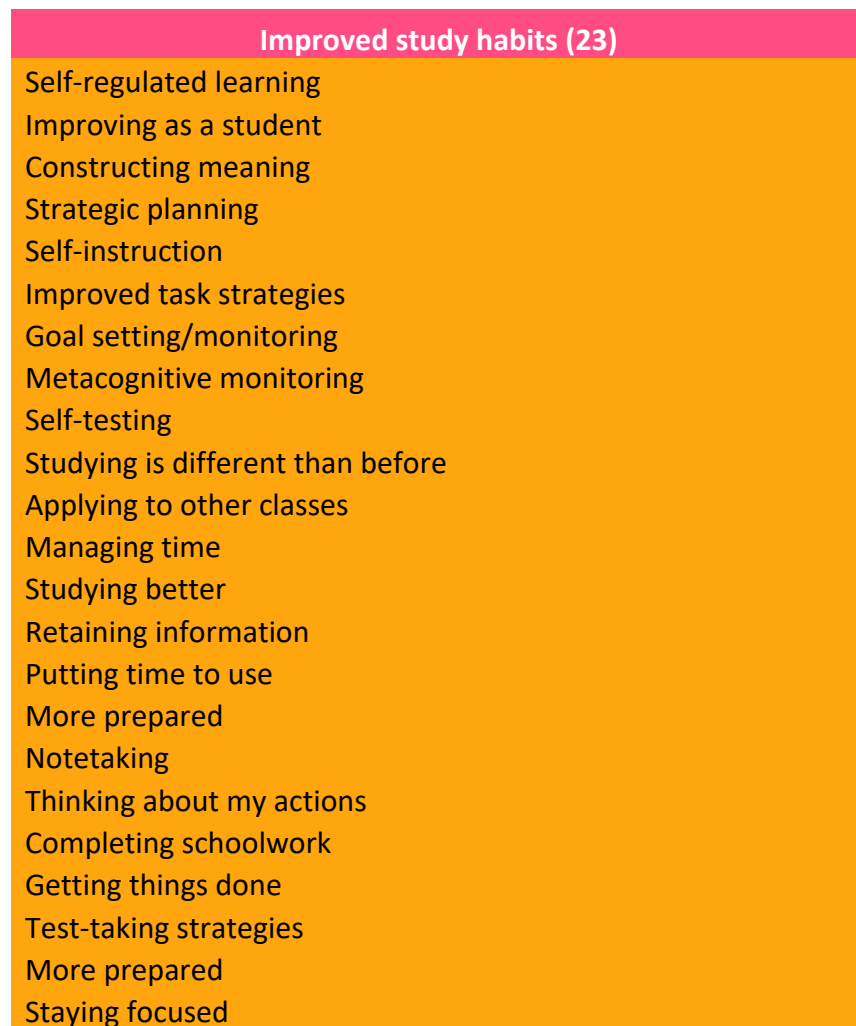 Improved study habits (23)
Self-regulated learning
Improving as a student
Constructing meaning
Strategic planning
Self-instruction
Improved task strategies
Goal setting/monitoring
Metacognitive monitoring
Self-testing
Studying is different than before
Applying to other classes
Managing time
Studying better
Retaining information
Putting time to use
More prepared
Notetaking
Thinking about my actions
Completing schoolwork
Getting things done
Test-taking strategies
More prepared
Staying focused